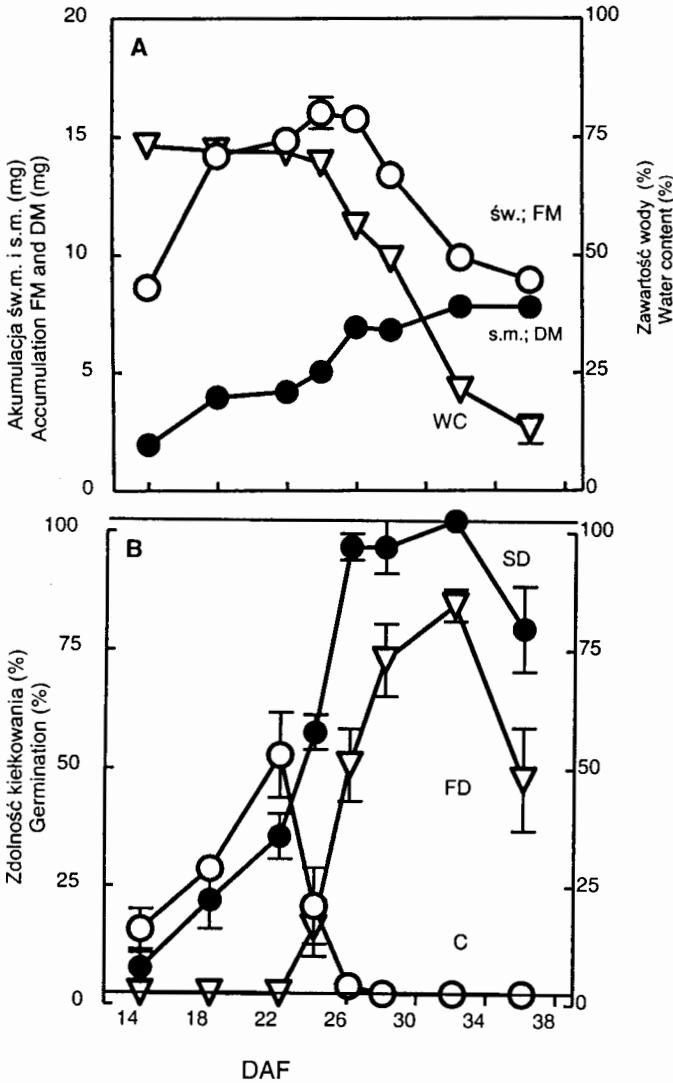 20
15
10
5
0
Akumulacja św.m. i s.m. (mg)
Accumulation FM and DM (mg)
A
św.; FM
s.m.; DM
WC
100
75
50
25
0
Zawartość wody (%)
Water content (%)
100
75
50
25
0
Zdolność kiełkowania (%)
Germination (%)
B
SD
FD
C
100
75
50
25
0
14 18 22 26 30 34 38
DAF